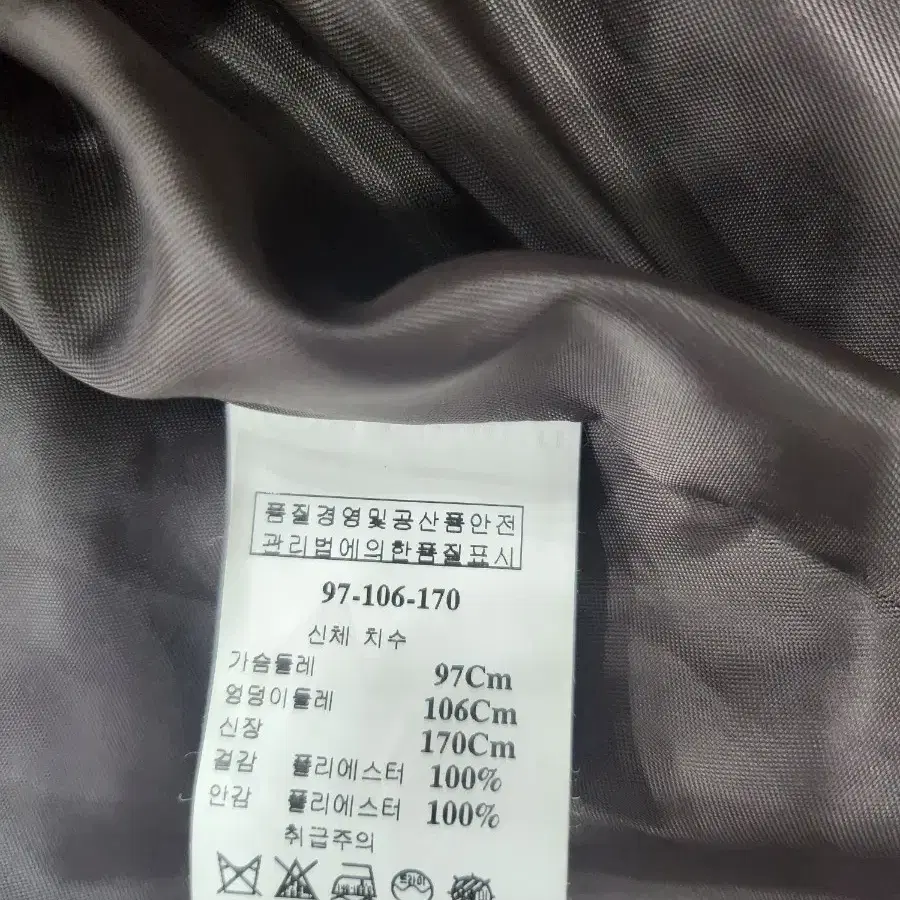 품질경영및공산품안전
관리법에의한품질표시
97-106-170
신체 치수
가슴둘레 97Cm
엉덩이둘레 106Cm
신장 170Cm
겉감 폴리에스터 100%
안감 폴리에스터 100%
취급주의
드라이